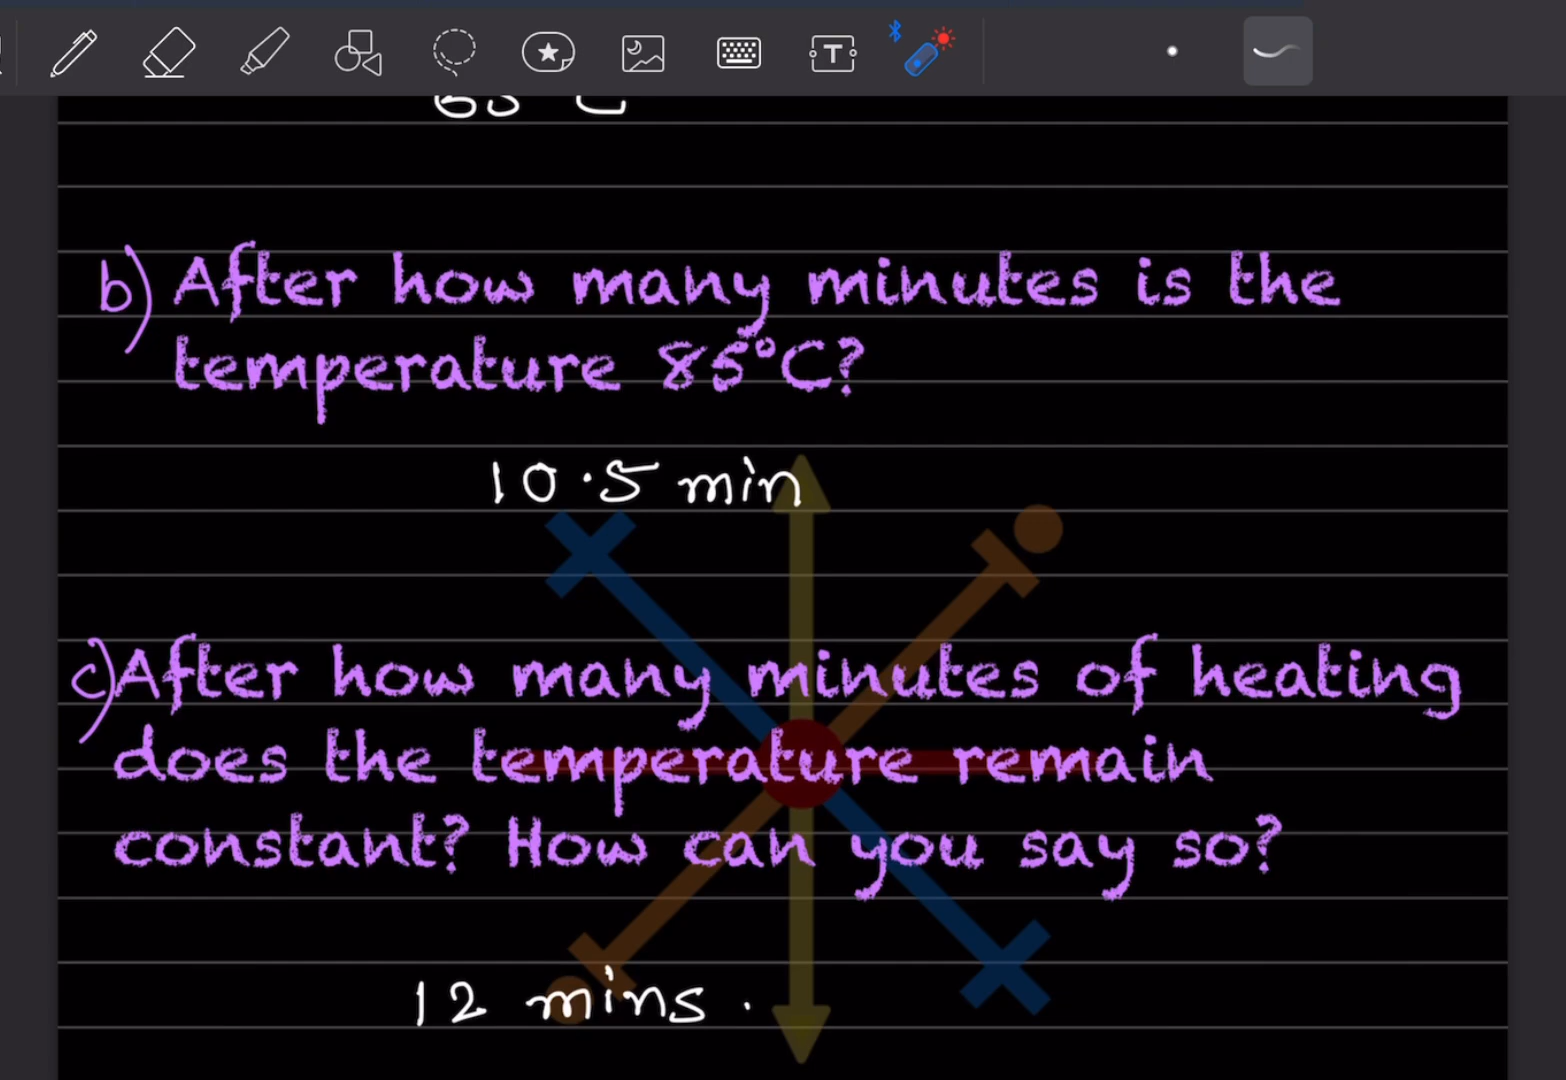 65°C
b) After how many minutes is the
temperature 85°C?
10.5 min
c) After how many minutes of heating
does the temperature remain
constant? How can you say so?
12 mins.